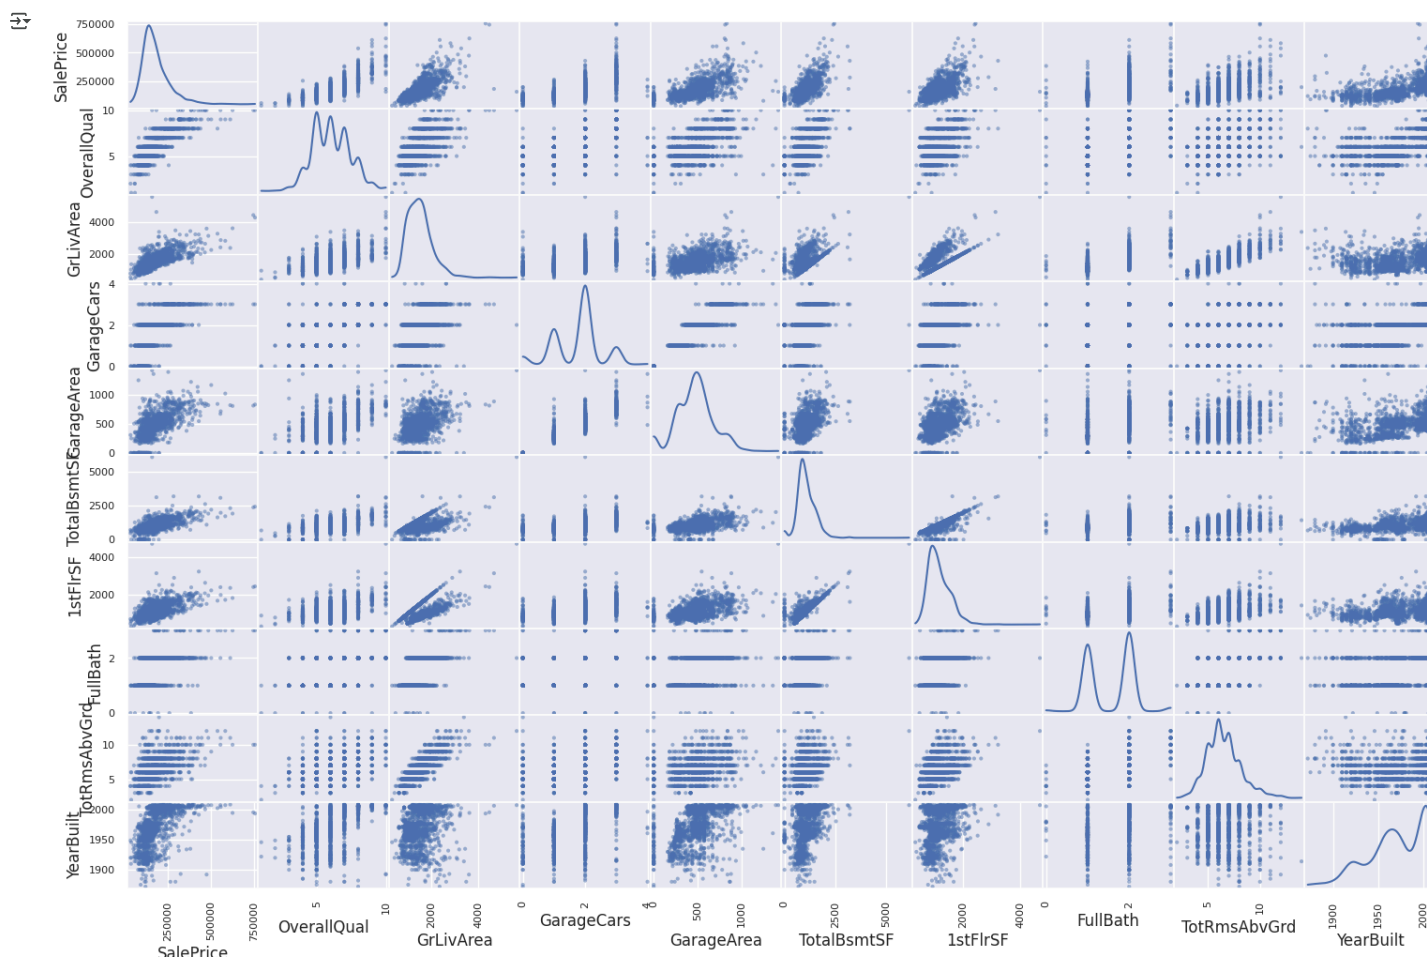 750000
500000
250000
SalePrice
10
5
OverallQual
4000
2000
GrLivArea
4
2
0
GarageCars
1000
500
0
GarageArea
5000
2500
0
TotalBsmtSF
4000
2000
1stFlrSF
2
0
FullBath
10
5
TotRmsAbvGrd
2000
1950
1900
YearBuilt
250000
500000
750000
SalePrice
5
10
OverallQual
2000
4000
GrLivArea
0
2
4
GarageCars
0
500
1000
GarageArea
0
2500
5000
TotalBsmtSF
2000
4000
1stFlrSF
0
2
FullBath
5
10
TotRmsAbvGrd
1900
1950
2000
YearBuilt